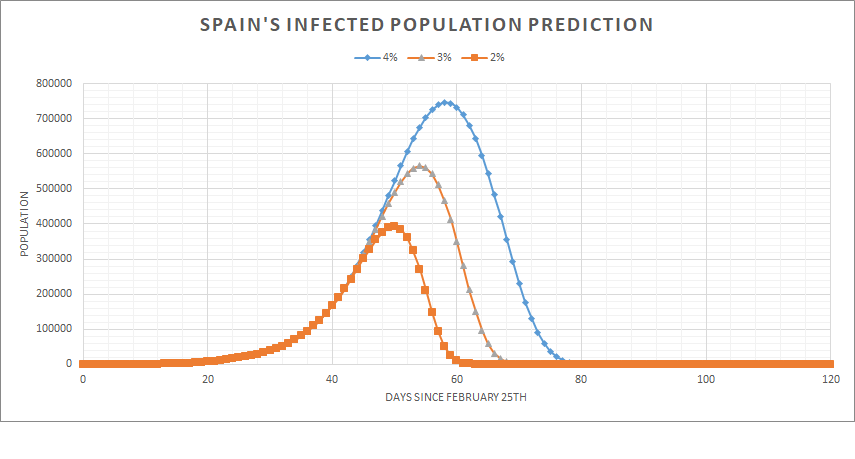 SPAIN'S INFECTED POPULATION PREDICTION
4% 3% 2%
800000
700000
600000
500000
400000
300000
200000
100000
0
POPULATION
0 20 40 60 80 100 120
DAYS SINCE FEBRUARY 25TH